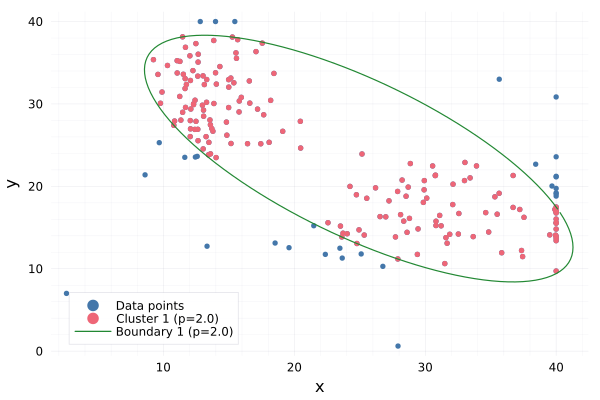 40
30
20
10
0
y
Data points
Cluster 1 (p=2.0)
Boundary 1 (p=2.0)
10 20 30 40
x